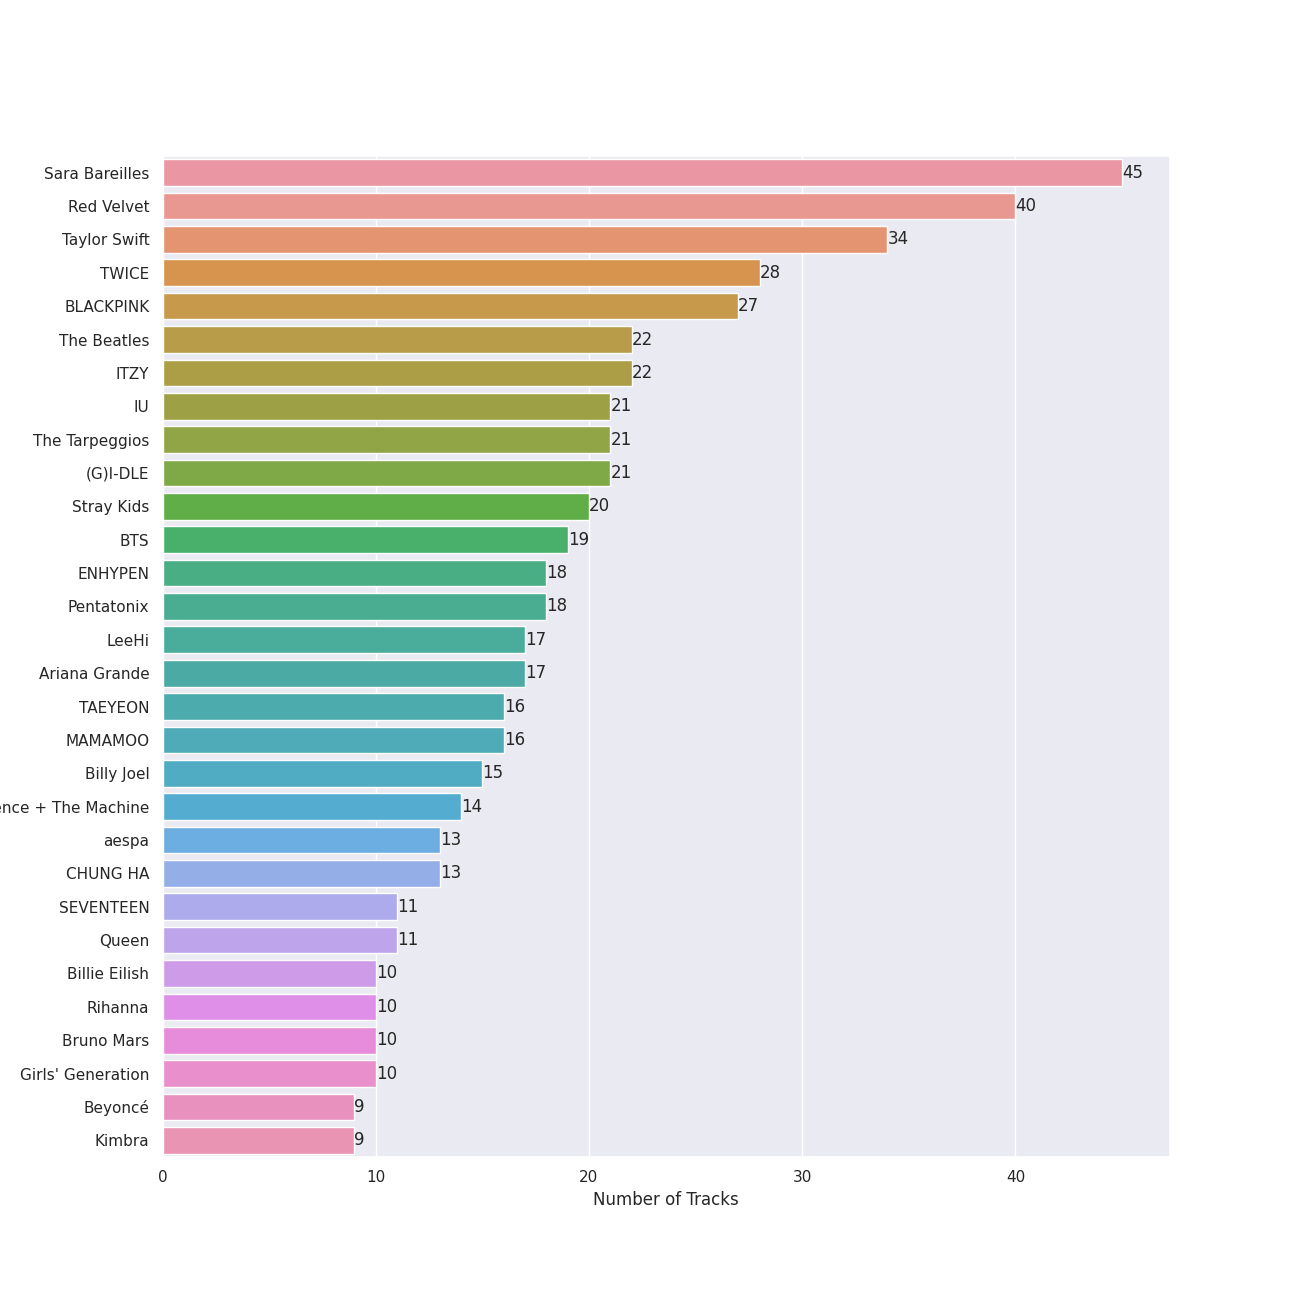 Sara Bareilles 45
Red Velvet 40
Taylor Swift 34
TWICE 28
BLACKPINK 27
The Beatles 22
ITZY 22
IU 21
The Tarpeggios 21
(G)I-DLE 21
Stray Kids 20
BTS 19
ENHYPEN 18
Pentatonix 18
LeeHi 17
Ariana Grande 17
TAEYEON 16
MAMAMOO 16
Billy Joel 15
ence + The Machine 14
aespa 13
CHUNG HA 13
SEVENTEEN 11
Queen 11
Billie Eilish 10
Rihanna 10
Bruno Mars 10
Girls' Generation 10
Beyoncé 9
Kimbra 9
0 10 20 30 40
Number of Tracks